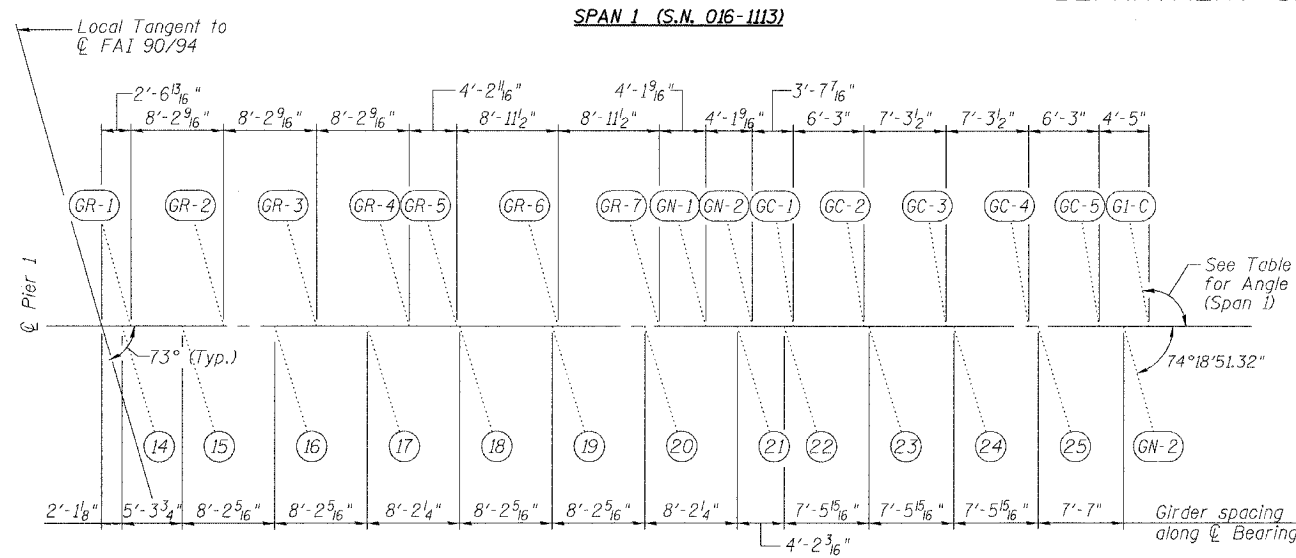 SPAN 1 (S.N. 016-1113)
Local Tangent to
℄ FAI 90/94
2'-6 13/16"
4'-2 11/16"
4'-1 9/16"
3'-7 7/16"
8'-2 9/16"
8'-2 9/16"
8'-2 9/16"
8'-11 1/2"
8'-11 1/2"
4'-1 9/16"
6'-3"
7'-3 1/2"
7'-3 1/2"
6'-3"
4'-5"
GR-1
GR-2
GR-3
GR-4
GR-5
GR-6
GR-7
GN-1
GN-2
GC-1
GC-2
GC-3
GC-4
GC-5
G1-C
See Table
for Angle
(Span 1)
℄ Pier 1
73° (Typ.)
74°18'51.32"
14
15
16
17
18
19
20
21
22
23
24
25
GN-2
2'-1 1/8"
5'-3 3/4"
8'-2 5/16"
8'-2 5/16"
8'-2 1/4"
8'-2 5/16"
8'-2 5/16"
8'-2 1/4"
7'-5 15/16"
7'-5 15/16"
7'-5 15/16"
7'-7"
Girder spacing
along ℄ Bearing
4'-2 3/16"